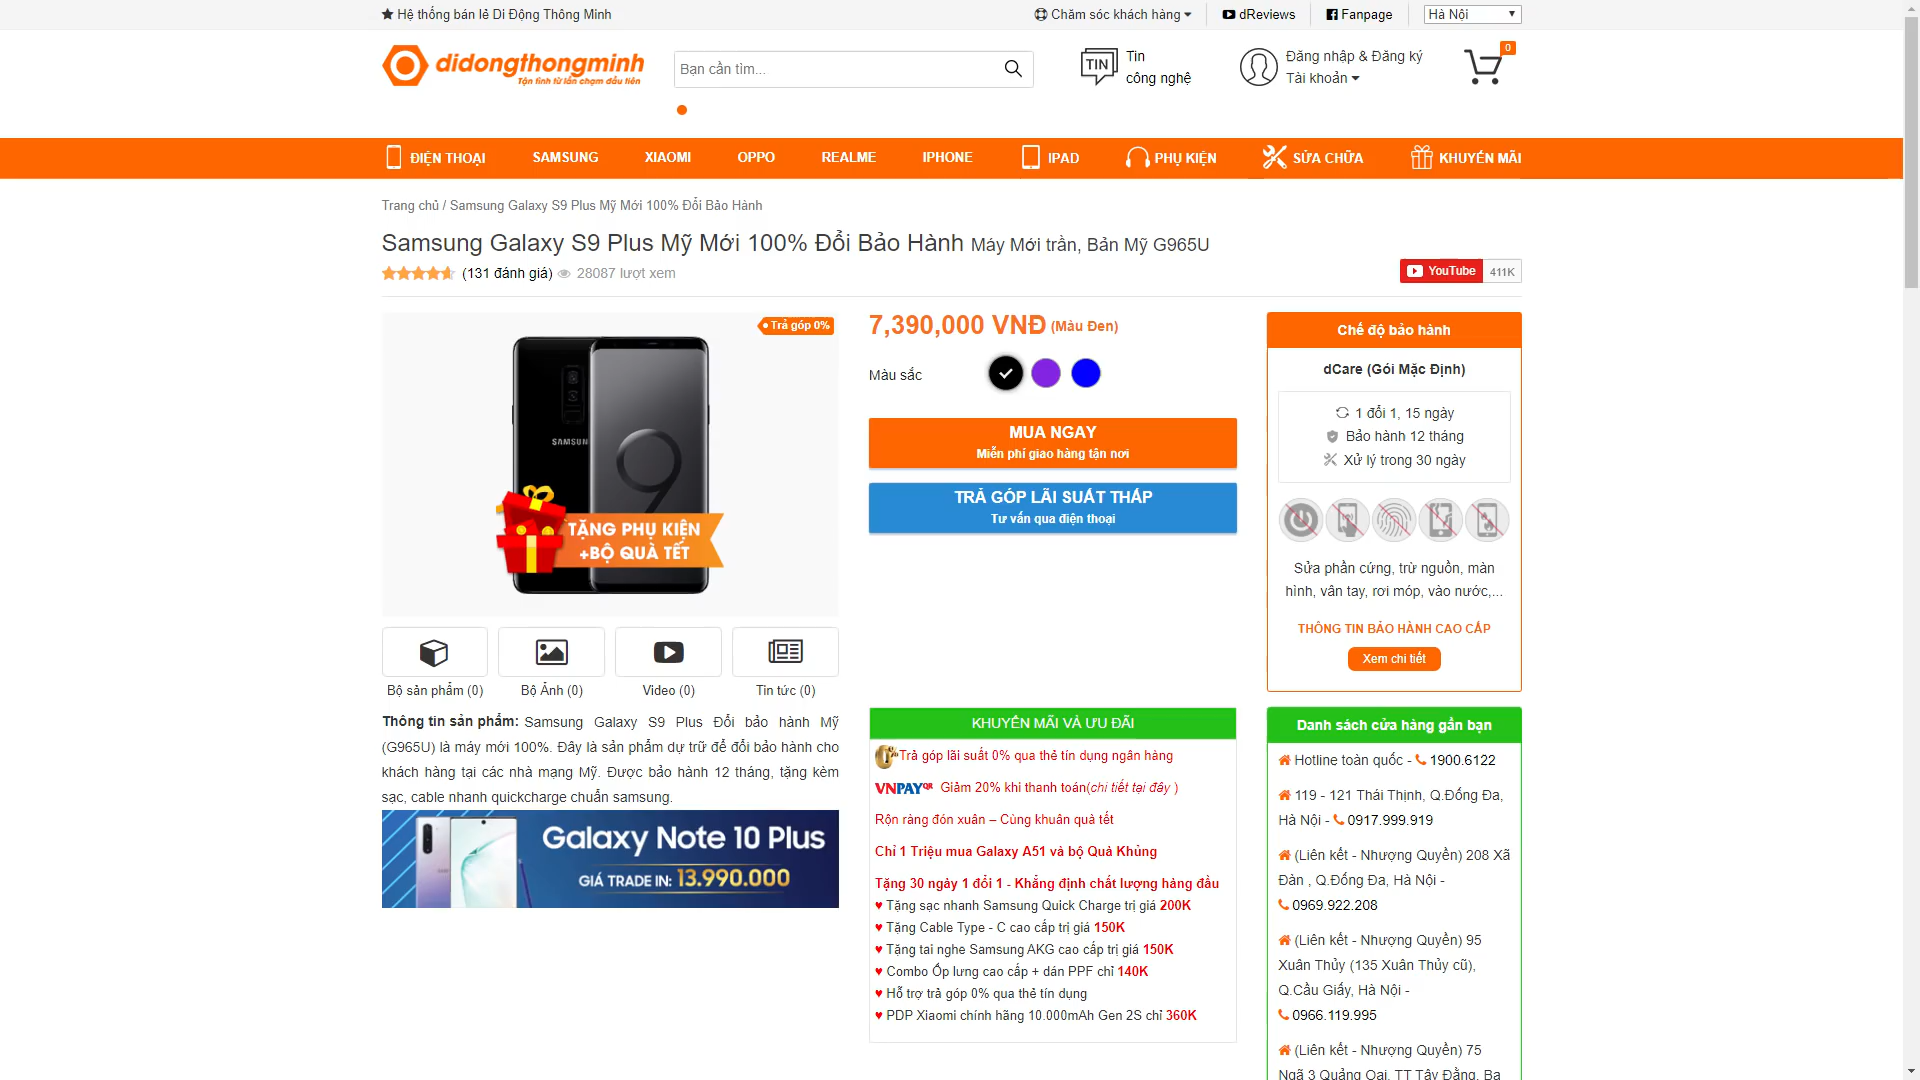 Hệ thống bán lẻ Di Động Thông Minh
Chăm sóc khách hàng
dReviews
Fanpage
Hà Nội
didongthongminh
Tận tình từ lần chạm đầu tiên
Bạn cần tìm...
TIN
Tin
công nghệ
Đăng nhập & Đăng ký
Tài khoản
0
ĐIỆN THOẠI
SAMSUNG
XIAOMI
OPPO
REALME
IPHONE
IPAD
PHỤ KIỆN
SỬA CHỮA
KHUYẾN MÃI
Trang chủ / Samsung Galaxy S9 Plus Mỹ Mới 100% Đổi Bảo Hành
Samsung Galaxy S9 Plus Mỹ Mới 100% Đổi Bảo Hành Máy Mới trần, Bản Mỹ G965U
(131 đánh giá) 28087 lượt xem
YouTube 411K
Trả góp 0%
SAMSUN
9
TẶNG PHỤ KIỆN
+BỘ QUÀ TẾT
Bộ sản phẩm (0)
Bộ Ảnh (0)
Video (0)
Tin tức (0)
Thông tin sản phẩm: Samsung Galaxy S9 Plus Đổi bảo hành Mỹ
(G965U) là máy mới 100%. Đây là sản phẩm dự trữ để đổi bảo hành cho
khách hàng tại các nhà mạng Mỹ. Được bảo hành 12 tháng, tặng kèm
sạc, cable nhanh quickcharge chuẩn samsung.
Galaxy Note 10 Plus
GIÁ TRADE IN: 13.990.000
7,390,000 VNĐ (Màu Đen)
Màu sắc
MUA NGAY
Miễn phí giao hàng tận nơi
TRẢ GÓP LÃI SUẤT THẤP
Tư vấn qua điện thoại
KHUYẾN MÃI VÀ ƯU ĐÃI
Trả góp lãi suất 0% qua thẻ tín dụng ngân hàng
VNPAY QR Giảm 20% khi thanh toán(chi tiết tại đây )
Rộn ràng đón xuân – Cùng khuân quà tết
Chỉ 1 Triệu mua Galaxy A51 và bộ Quà Khủng
Tặng 30 ngày 1 đổi 1 - Khẳng định chất lượng hàng đầu
♥ Tặng sạc nhanh Samsung Quick Charge trị giá 200K
♥ Tặng Cable Type - C cao cấp trị giá 150K
♥ Tặng tai nghe Samsung AKG cao cấp trị giá 150K
♥ Combo Ốp lưng cao cấp + dán PPF chỉ 140K
♥ Hỗ trợ trả góp 0% qua thẻ tín dụng
♥ PDP Xiaomi chính hãng 10.000mAh Gen 2S chỉ 360K
Chế độ bảo hành
dCare (Gói Mặc Định)
1 đổi 1, 15 ngày
Bảo hành 12 tháng
Xử lý trong 30 ngày
Sửa phần cứng, trừ nguồn, màn
hình, vân tay, rơi móp, vào nước,...
THÔNG TIN BẢO HÀNH CAO CẤP
Xem chi tiết
Danh sách cửa hàng gần bạn
Hotline toàn quốc - 1900.6122
119 - 121 Thái Thịnh, Q.Đống Đa,
Hà Nội - 0917.999.919
(Liên kết - Nhượng Quyền) 208 Xã
Đàn , Q.Đống Đa, Hà Nội -
0969.922.208
(Liên kết - Nhượng Quyền) 95
Xuân Thủy (135 Xuân Thủy cũ),
Q.Cầu Giấy, Hà Nội -
0966.119.995
(Liên kết - Nhượng Quyền) 75
Ngã 3 Quảng Oai, TT Tây Đằng, Ba